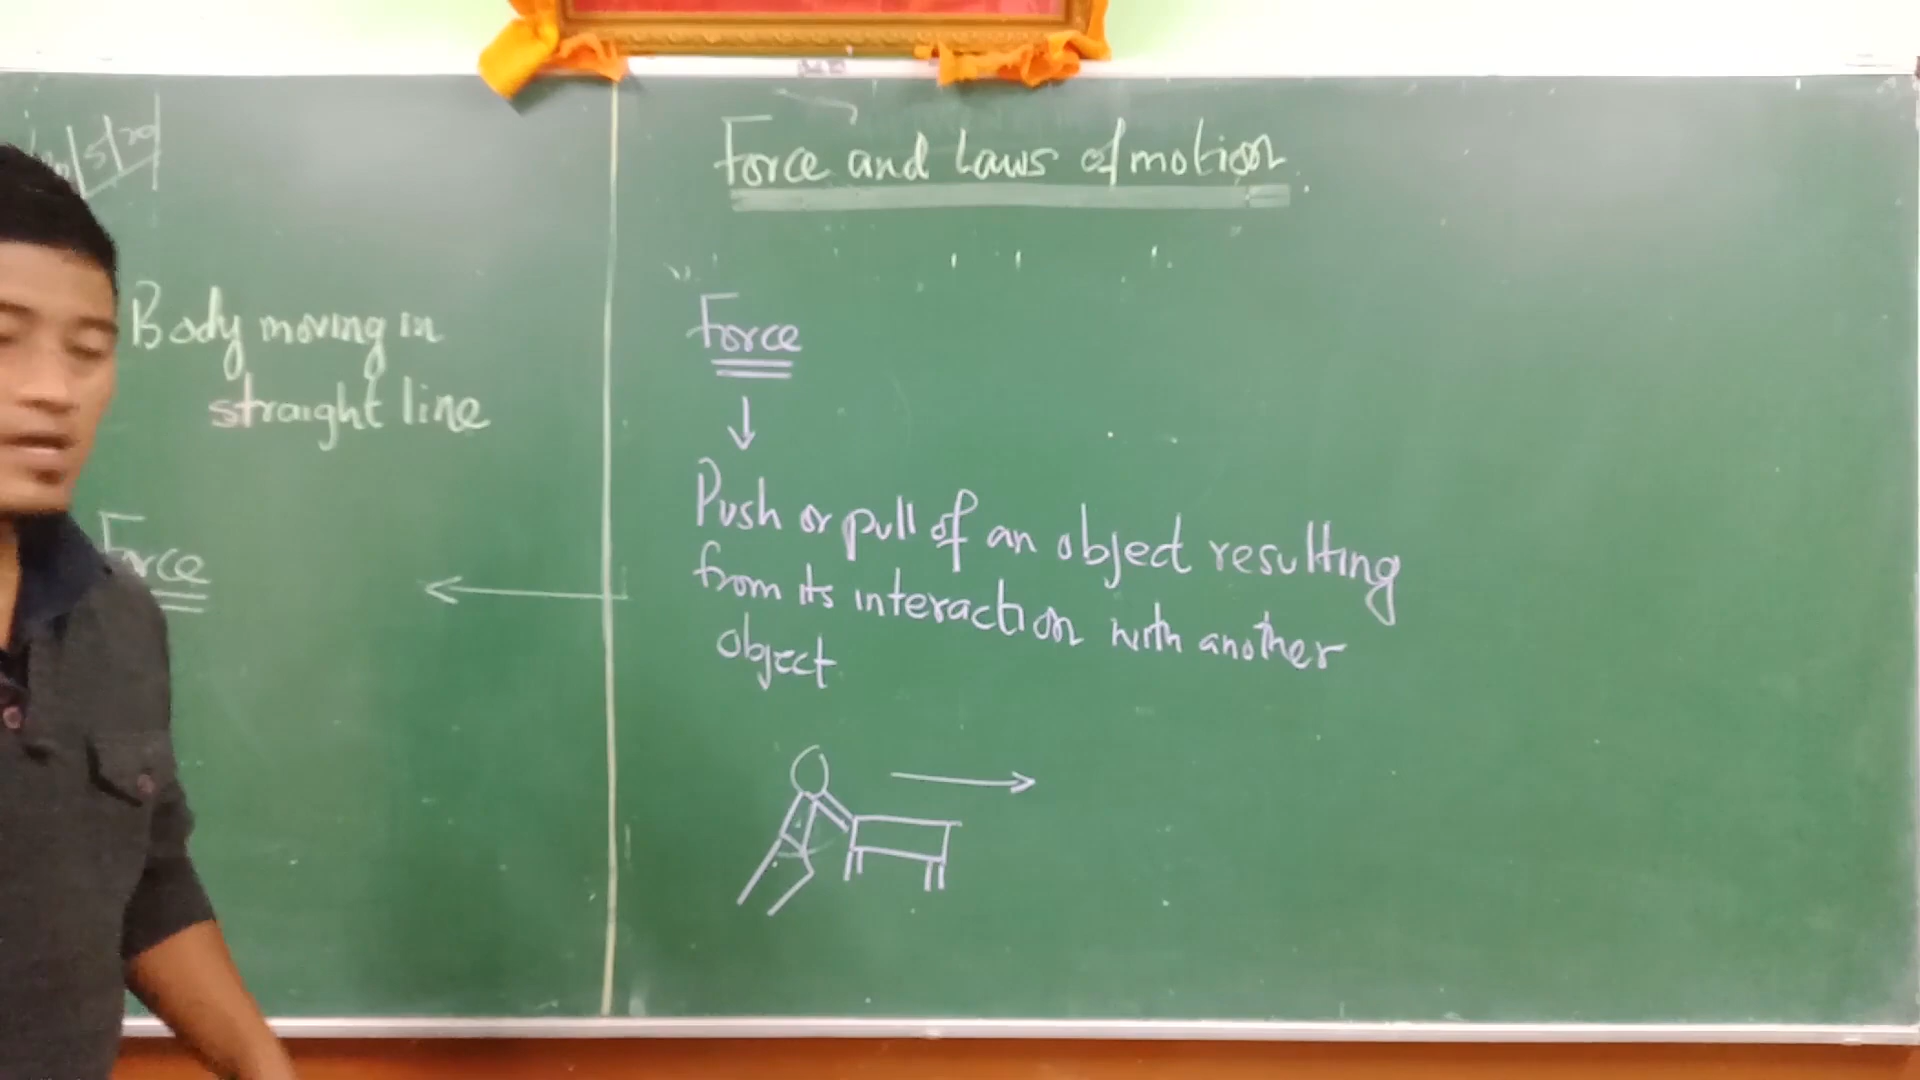 Force and Laws of motion
Body moving in
straight line
Force
Force
Push or pull of an object resulting
from its interaction with another
object